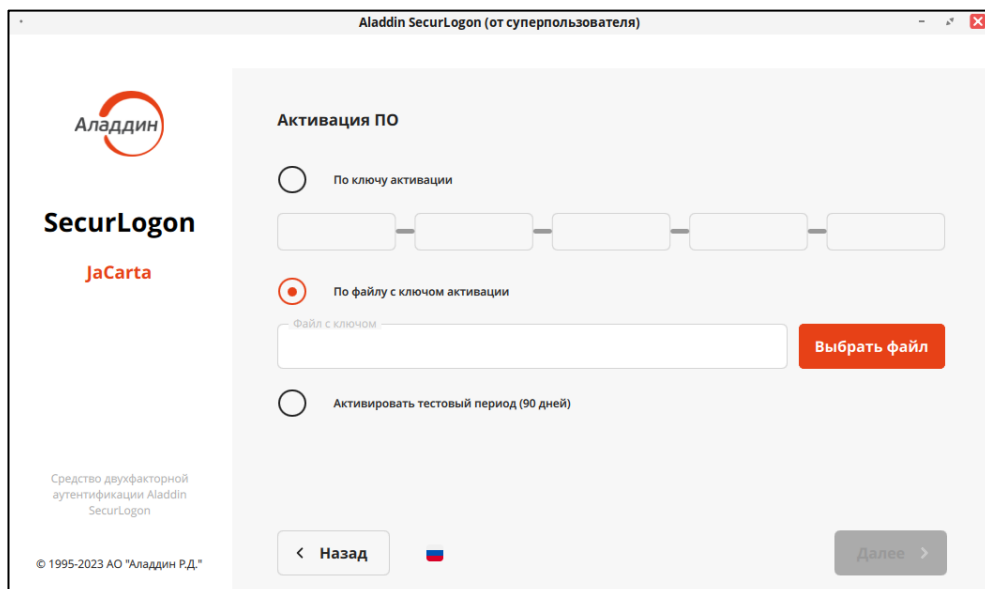 Aladdin SecurLogon (от суперпользователя)
Аладдин
SecurLogon
JaCarta
Средство двухфакторной
аутентификации Aladdin
SecurLogon
© 1995-2023 АО "Аладдин Р.Д."
Активация ПО
По ключу активации
По файлу с ключом активации
Файл с ключом
Выбрать файл
Активировать тестовый период (90 дней)
Назад
Далее